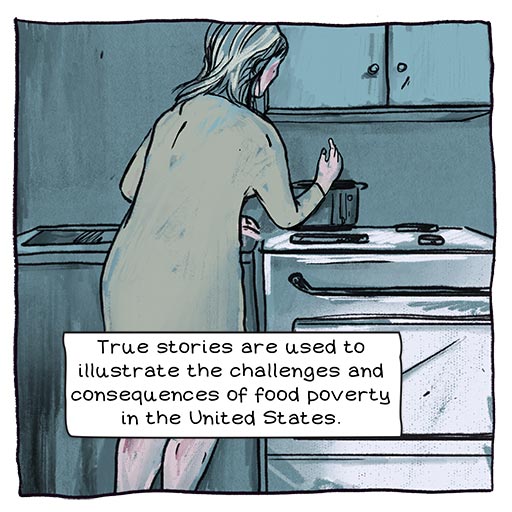 True stories are used to
illustrate the challenges and
consequences of food poverty
in the United States.